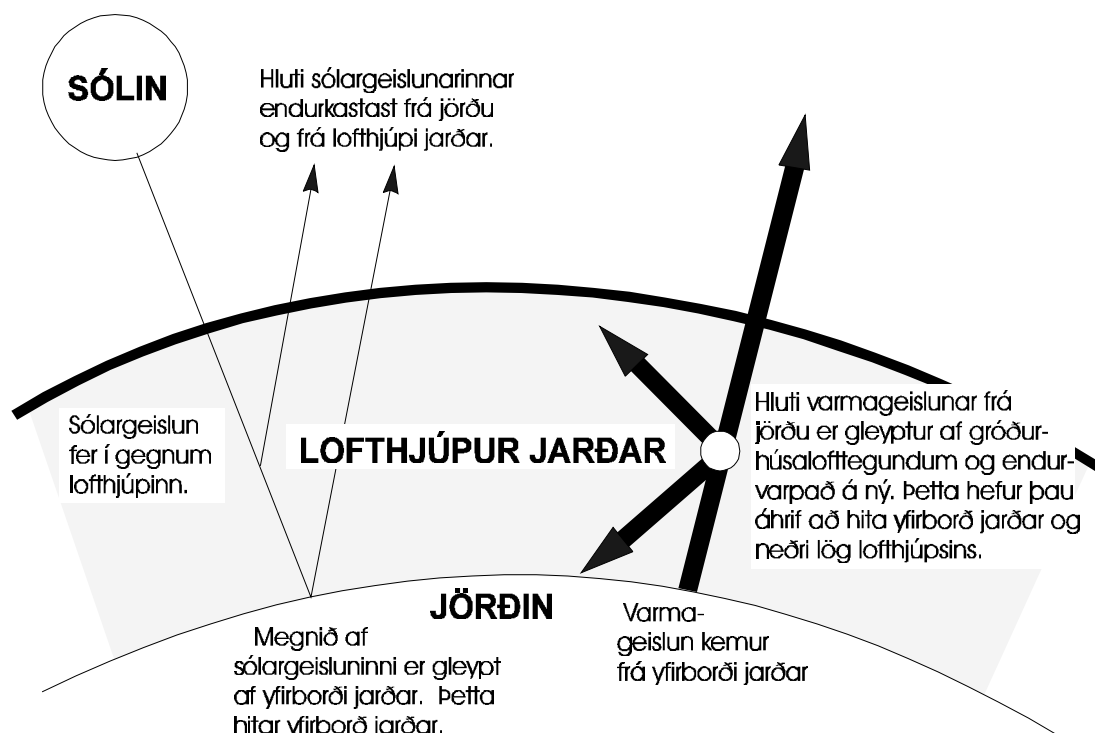 SÓLIN
Hluti sólargeislunarinnar
endurkastast frá jörðu
og frá lofthjúpi jarðar.
Sólargeislun
fer í gegnum
lofthjúpinn.
LOFTHJÚPUR JARÐAR
Hluti varmageislunar frá
jörðu er gleyptur af gróður-
húsalofttegundum og endur-
varpað á ný. Þetta hefur þau
áhrif að hita yfirborð jarðar og
neðri lög lofthjúpsins.
JÖRÐIN
Megnið af
sólargeisluninni er gleypt
af yfirborði jarðar. Þetta
hitar yfirborð jarðar.
Varma-
geislun kemur
frá yfirborði jarðar